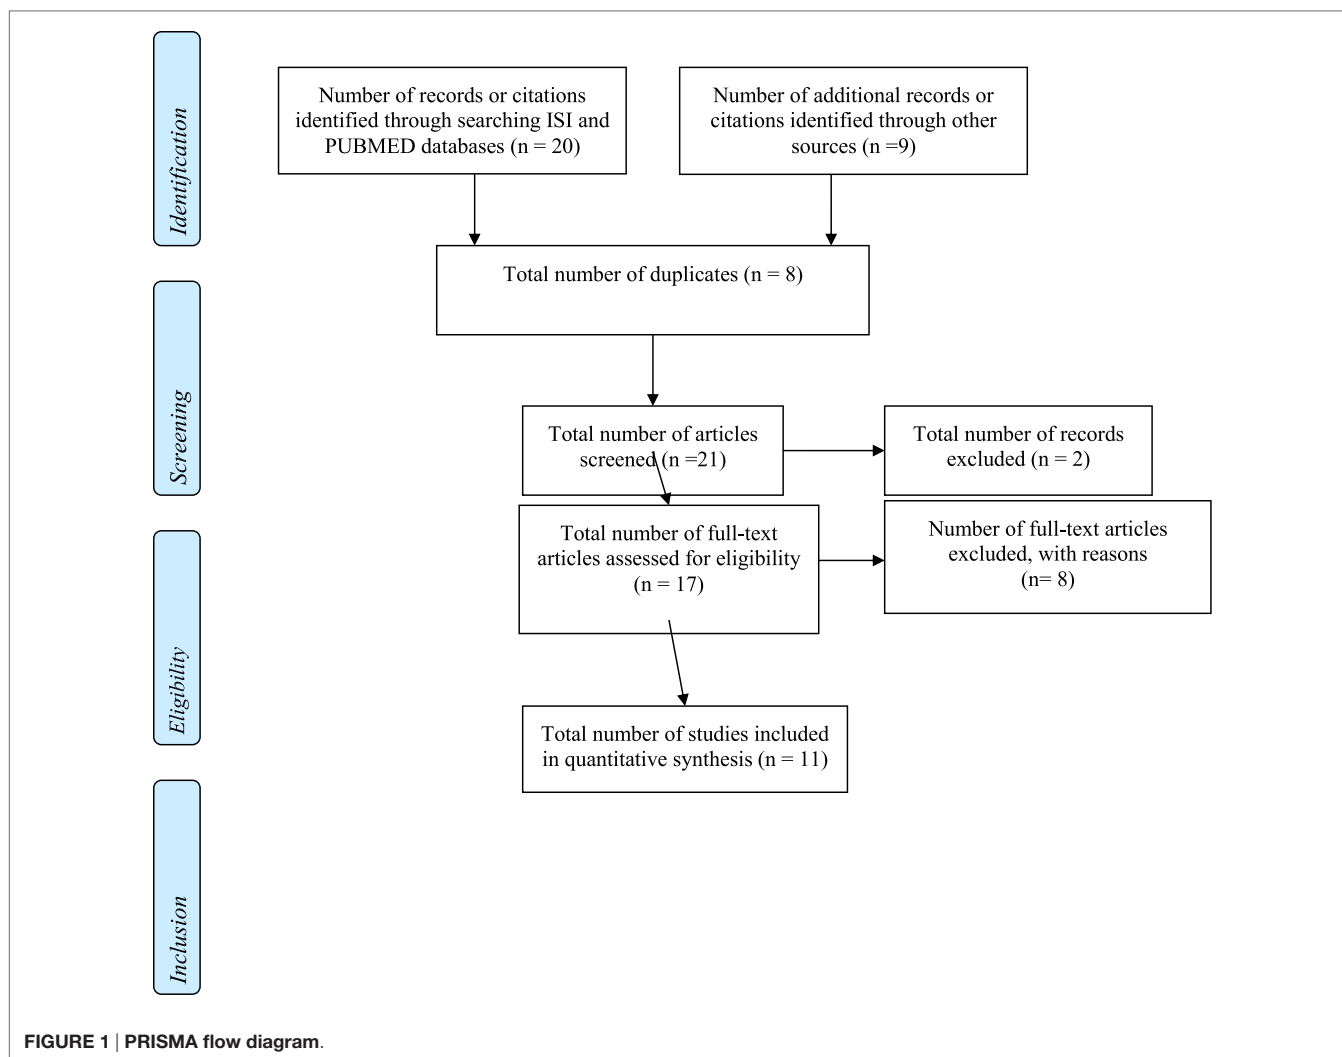 Identification
Number of records or citations
identified through searching ISI and
PUBMED databases (n = 20)
Number of additional records or
citations identified through other
sources (n =9)
Total number of duplicates (n = 8)
Screening
Total number of articles
screened (n =21)
Total number of records
excluded (n = 2)
Total number of full-text
articles assessed for eligibility
(n = 17)
Number of full-text articles
excluded, with reasons
(n= 8)
Eligibility
Total number of studies included
in quantitative synthesis (n = 11)
Inclusion
FIGURE 1 | PRISMA flow diagram.